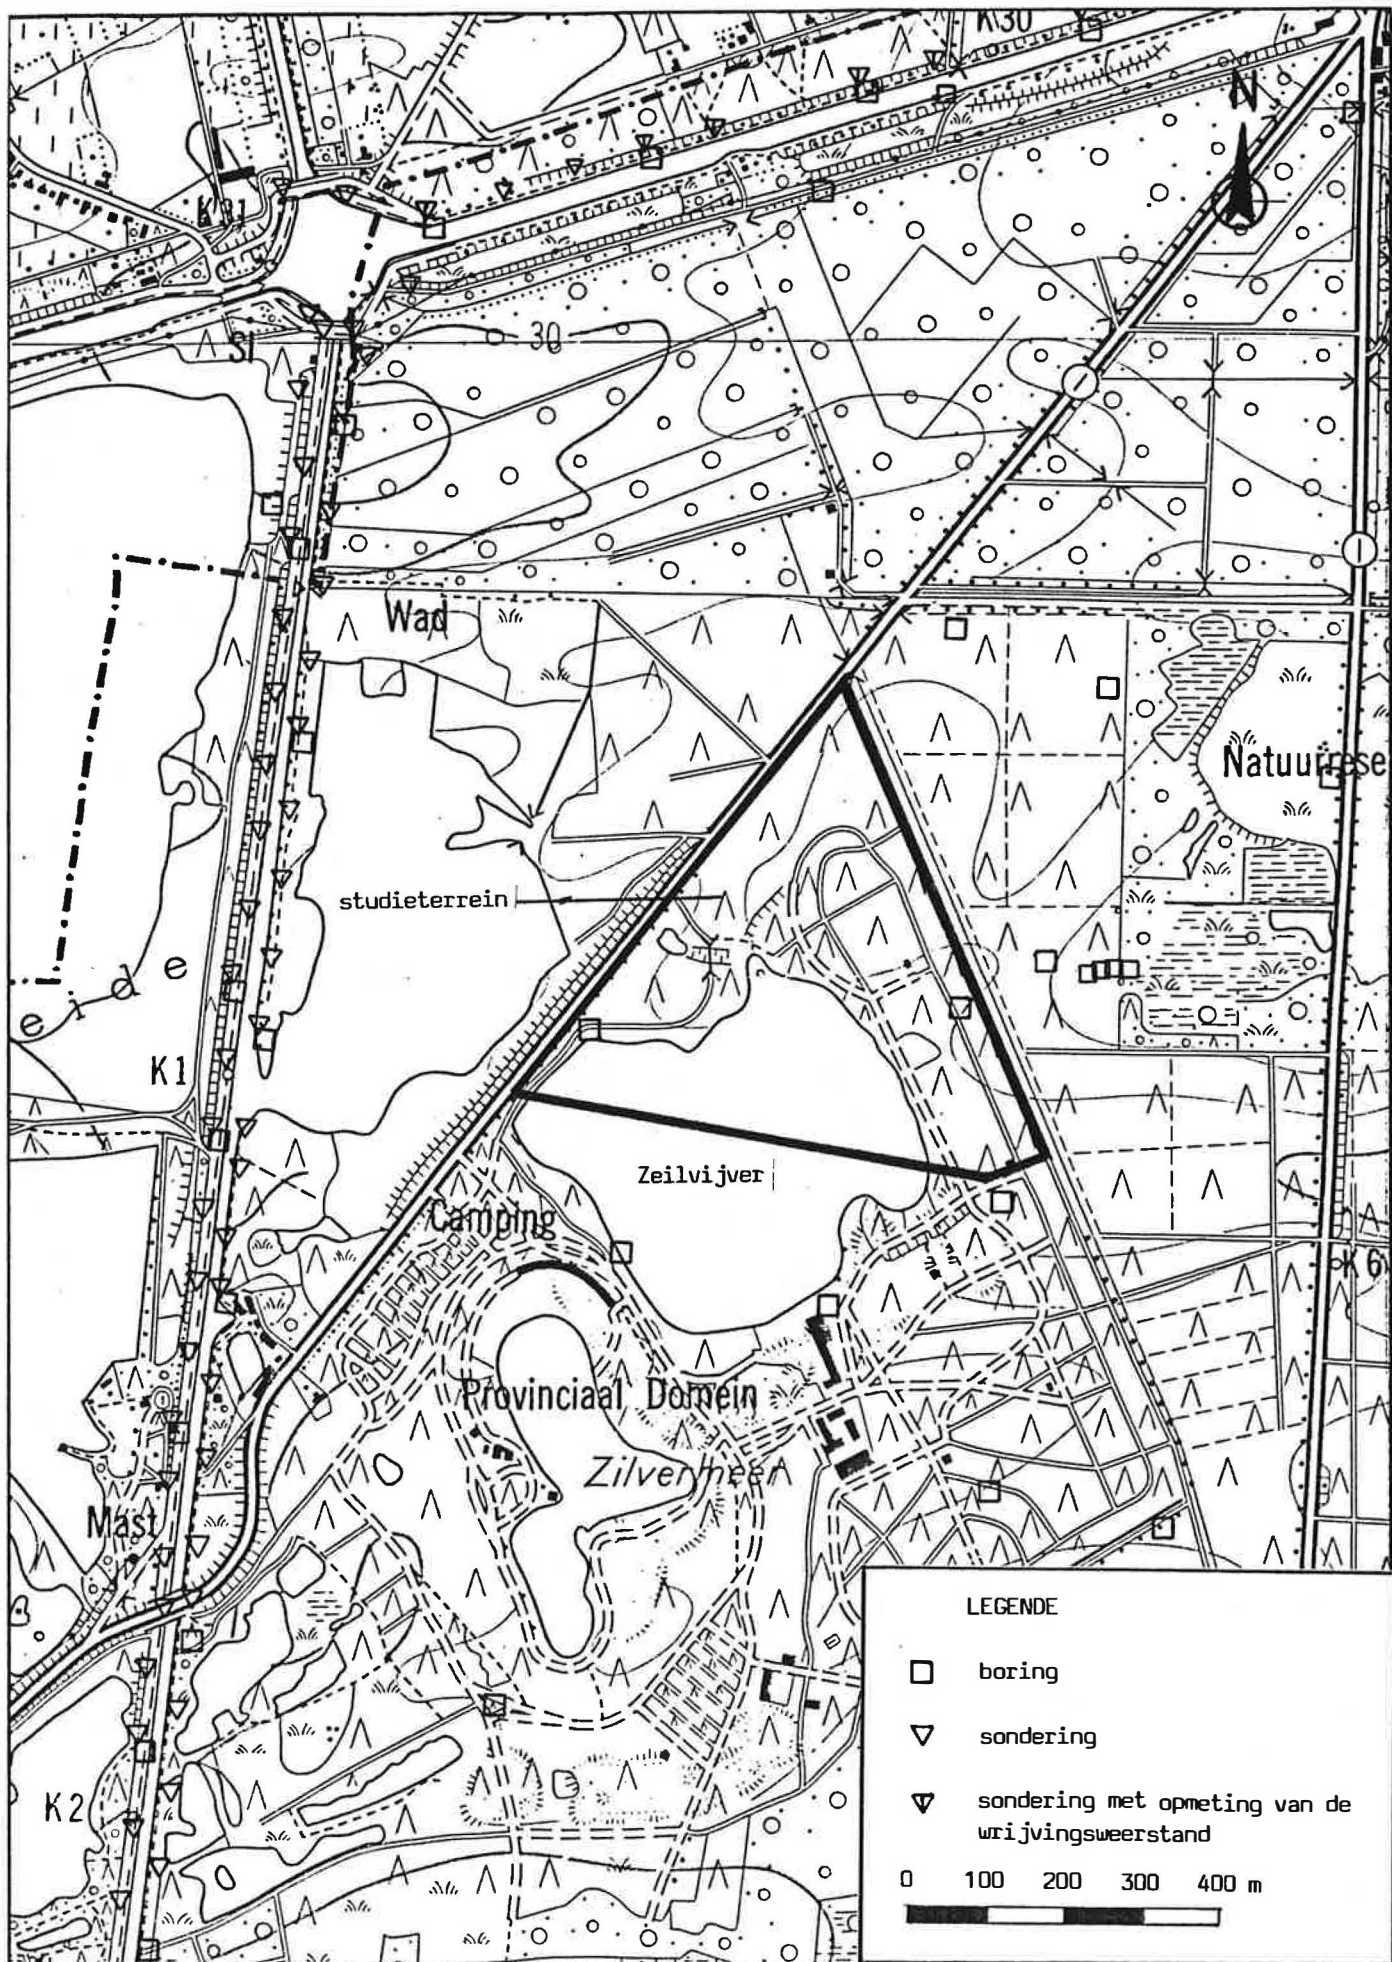 K30
N
K31
51
30
Wad
Natuurrese
studieterrein
e
d
i
e
K1
Zeilvijver
Camping
K6
Provinciaal Domein
Zilvermeer
Mast
K2
LEGENDE
boring
sondering
sondering met opmeting van de
wrijvingsweerstand
0 100 200 300 400 m